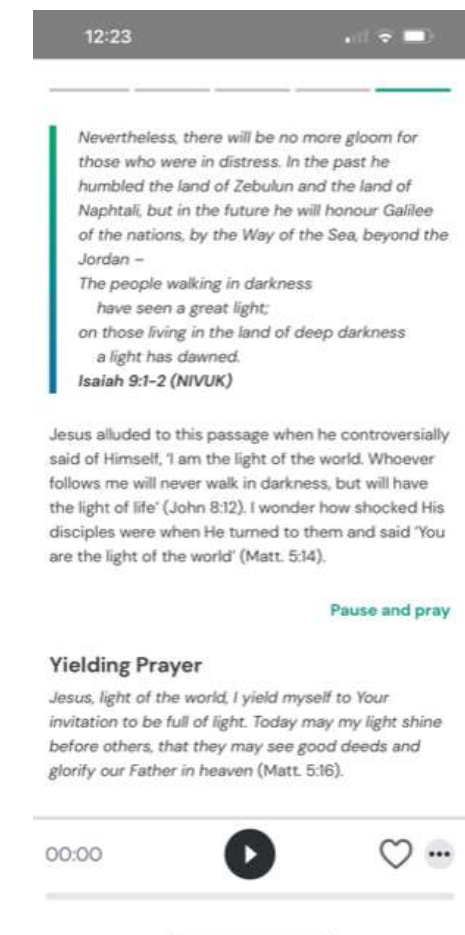 12:23
Nevertheless, there will be no more gloom for
those who were in distress. In the past he
humbled the land of Zebulun and the land of
Naphtali, but in the future he will honour Galilee
of the nations, by the Way of the Sea, beyond the
Jordan –
The people walking in darkness
have seen a great light;
on those living in the land of deep darkness
a light has dawned.
Isaiah 9:1-2 (NIVUK)
Jesus alluded to this passage when he controversially
said of Himself, 'I am the light of the world. Whoever
follows me will never walk in darkness, but will have
the light of life' (John 8:12). I wonder how shocked His
disciples were when He turned to them and said 'You
are the light of the world' (Matt. 5:14).
Pause and pray
Yielding Prayer
Jesus, light of the world, I yield myself to Your
invitation to be full of light. Today may my light shine
before others, that they may see good deeds and
glorify our Father in heaven (Matt. 5:16).
00:00